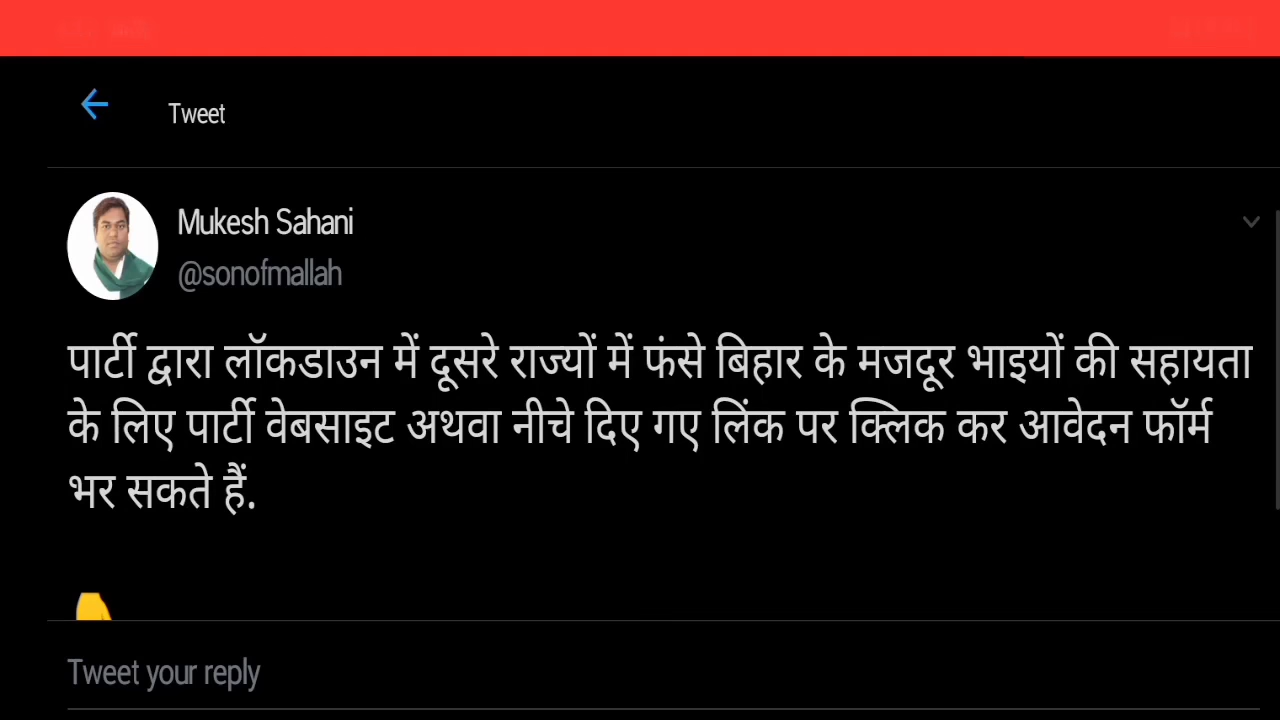 Tweet
Mukesh Sahani
@sonofmallah
पार्टी द्वारा लॉकडाउन में दूसरे राज्यों में फंसे बिहार के मजदूर भाइयों की सहायता
के लिए पार्टी वेबसाइट अथवा नीचे दिए गए लिंक पर क्लिक कर आवेदन फॉर्म
भर सकते हैं.
Tweet your reply